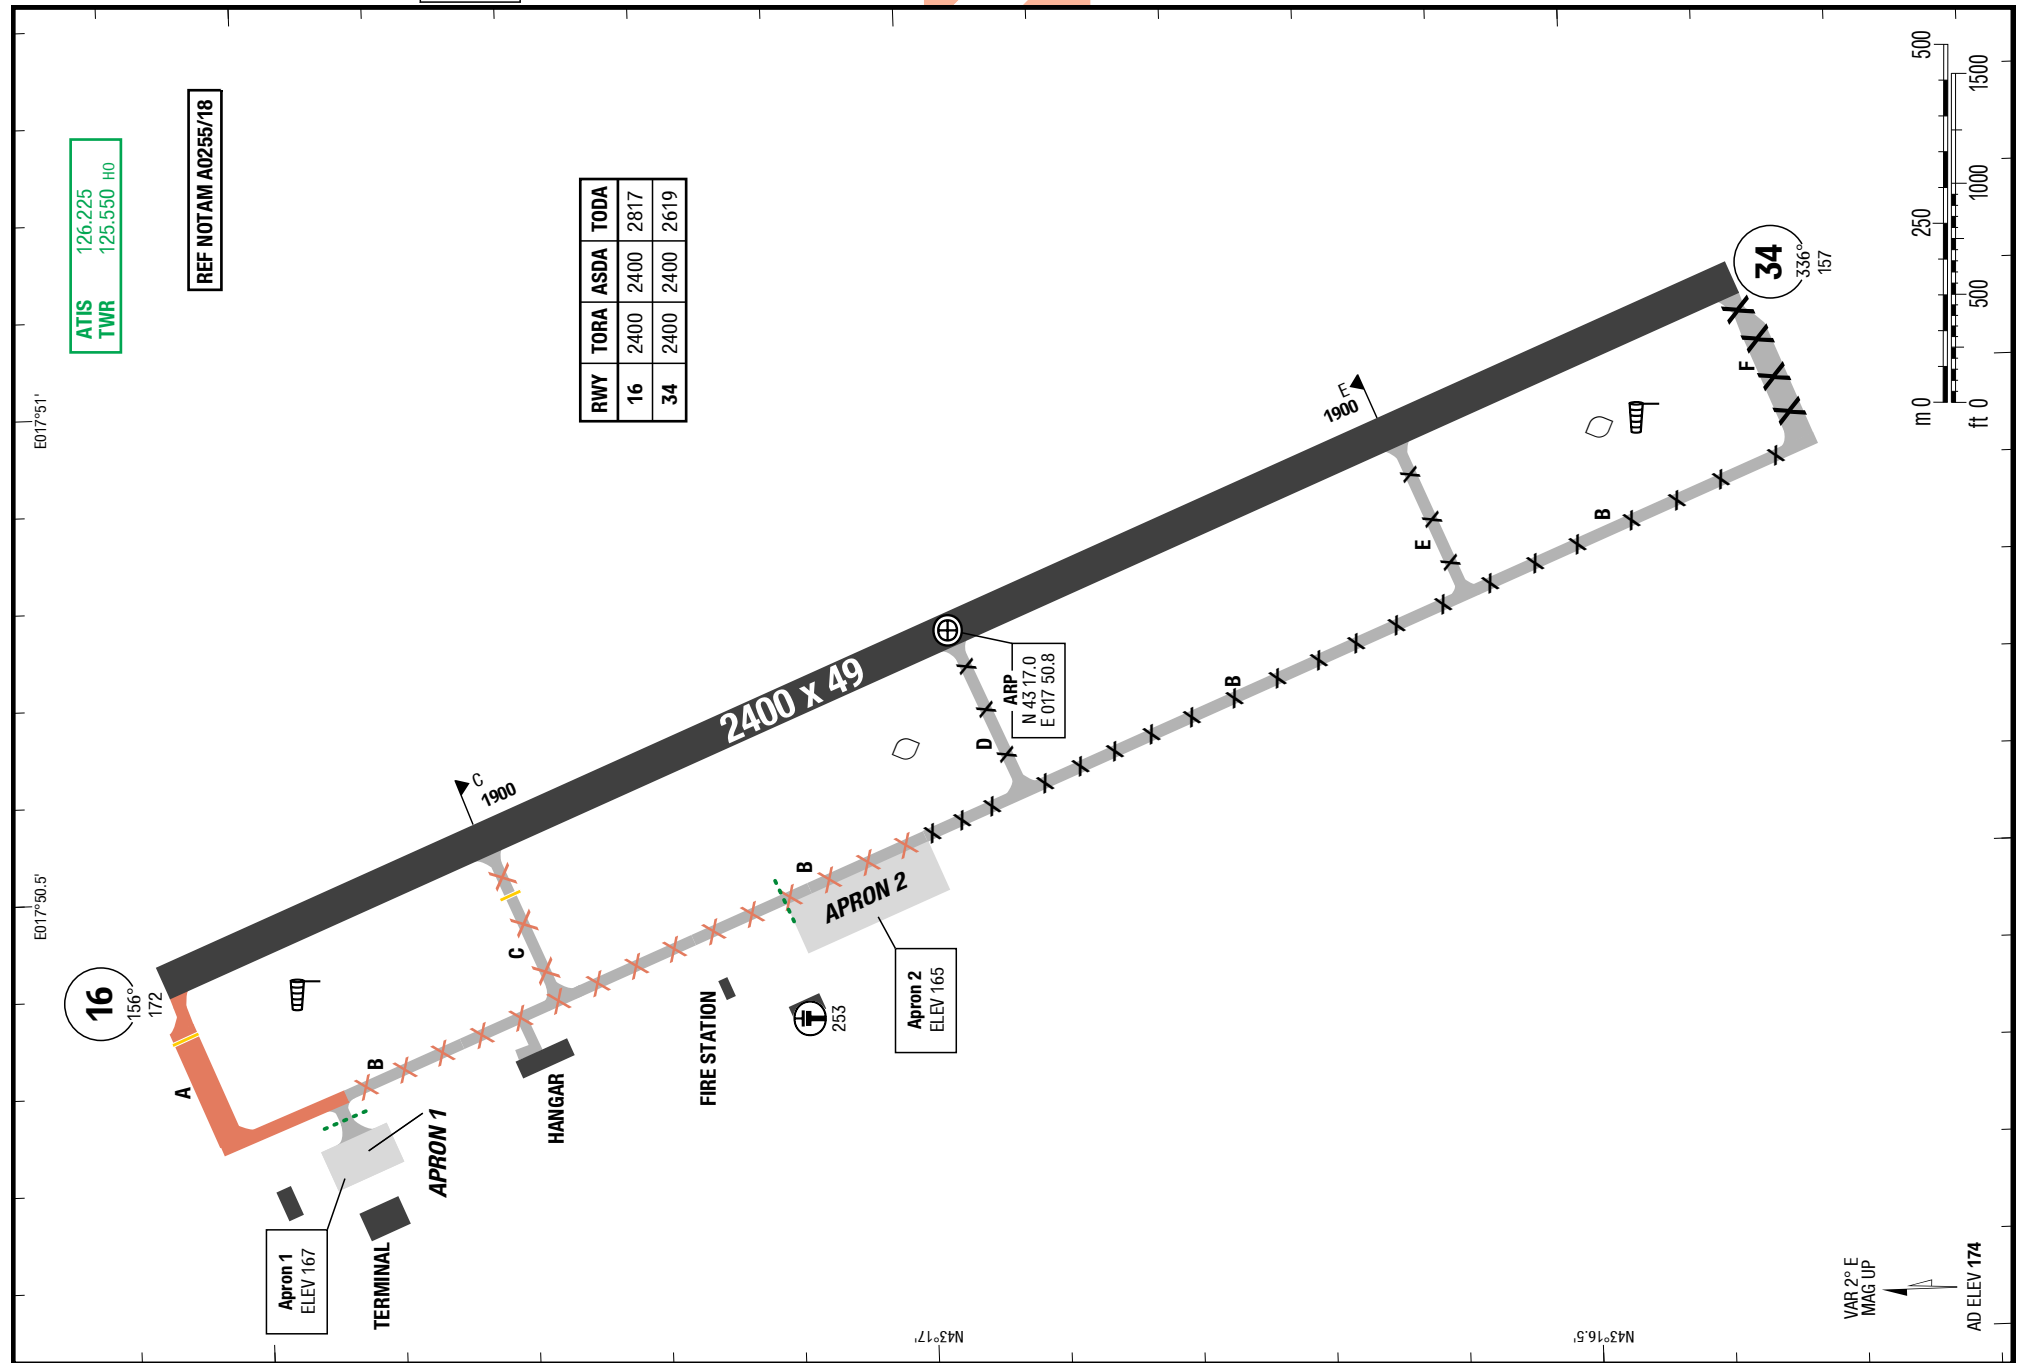 ATIS 126.225
TWR 125.550 HO
REF NOTAM A0255/18
RWY TORA ASDA TODA
16 2400 2400 2817
34 2400 2400 2619
E017°51'
E017°50.5'
16
156°
172
34
336°
157
2400 x 49
C
1900
E
1900
ARP
N 43 17.0
E 017 50.8
A
B
C
B
D
B
E
B
F
APRON 1
APRON 2
Apron 1
ELEV 167
Apron 2
ELEV 165
TERMINAL
HANGAR
FIRE STATION
253
N43°17'
N43°16.5'
m 0 250 500
ft 0 500 1000 1500
VAR 2° E
MAG UP
AD ELEV 174